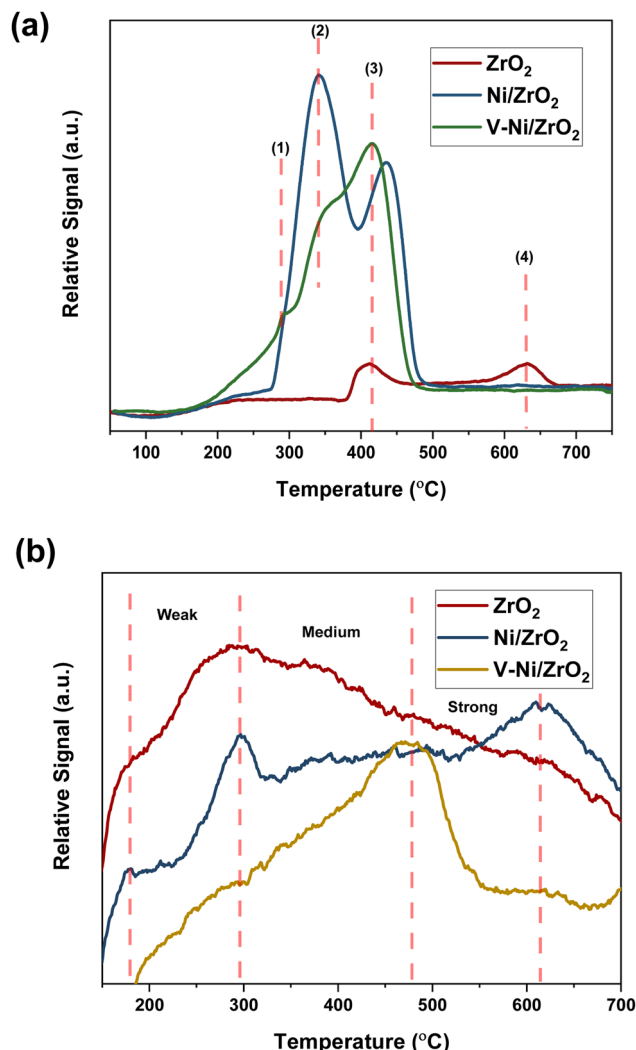 (a)
(2)
(3)
(1)
(4)
ZrO₂
Ni/ZrO₂
V-Ni/ZrO₂
Relative Signal (a.u.)
100 200 300 400 500 600 700
Temperature (°C)
(b)
Weak
Medium
Strong
ZrO₂
Ni/ZrO₂
V-Ni/ZrO₂
Relative Signal (a.u.)
200 300 400 500 600 700
Temperature (°C)